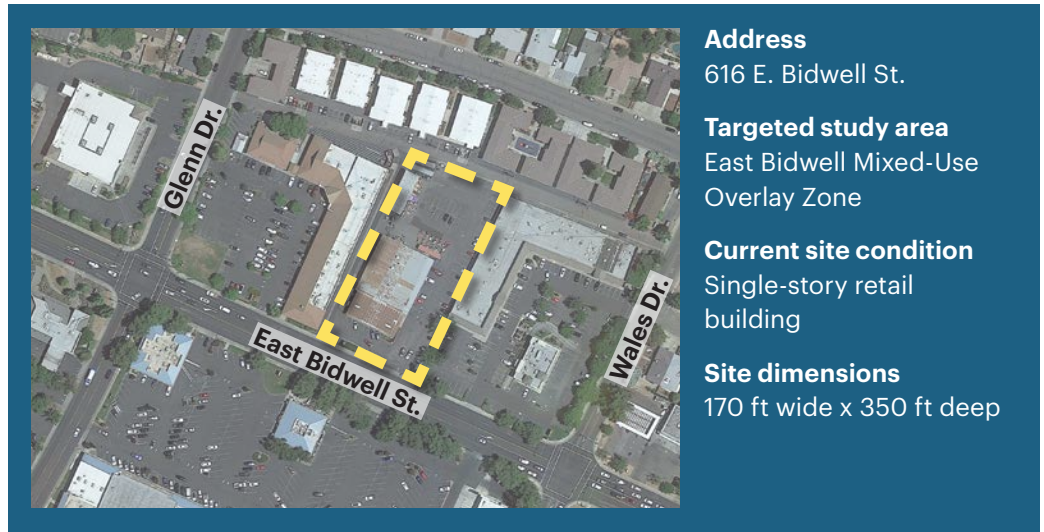 Glenn Dr.
East Bidwell St.
Wales Dr.
Address
616 E. Bidwell St.
Targeted study area
East Bidwell Mixed-Use
Overlay Zone
Current site condition
Single-story retail
building
Site dimensions
170 ft wide x 350 ft deep